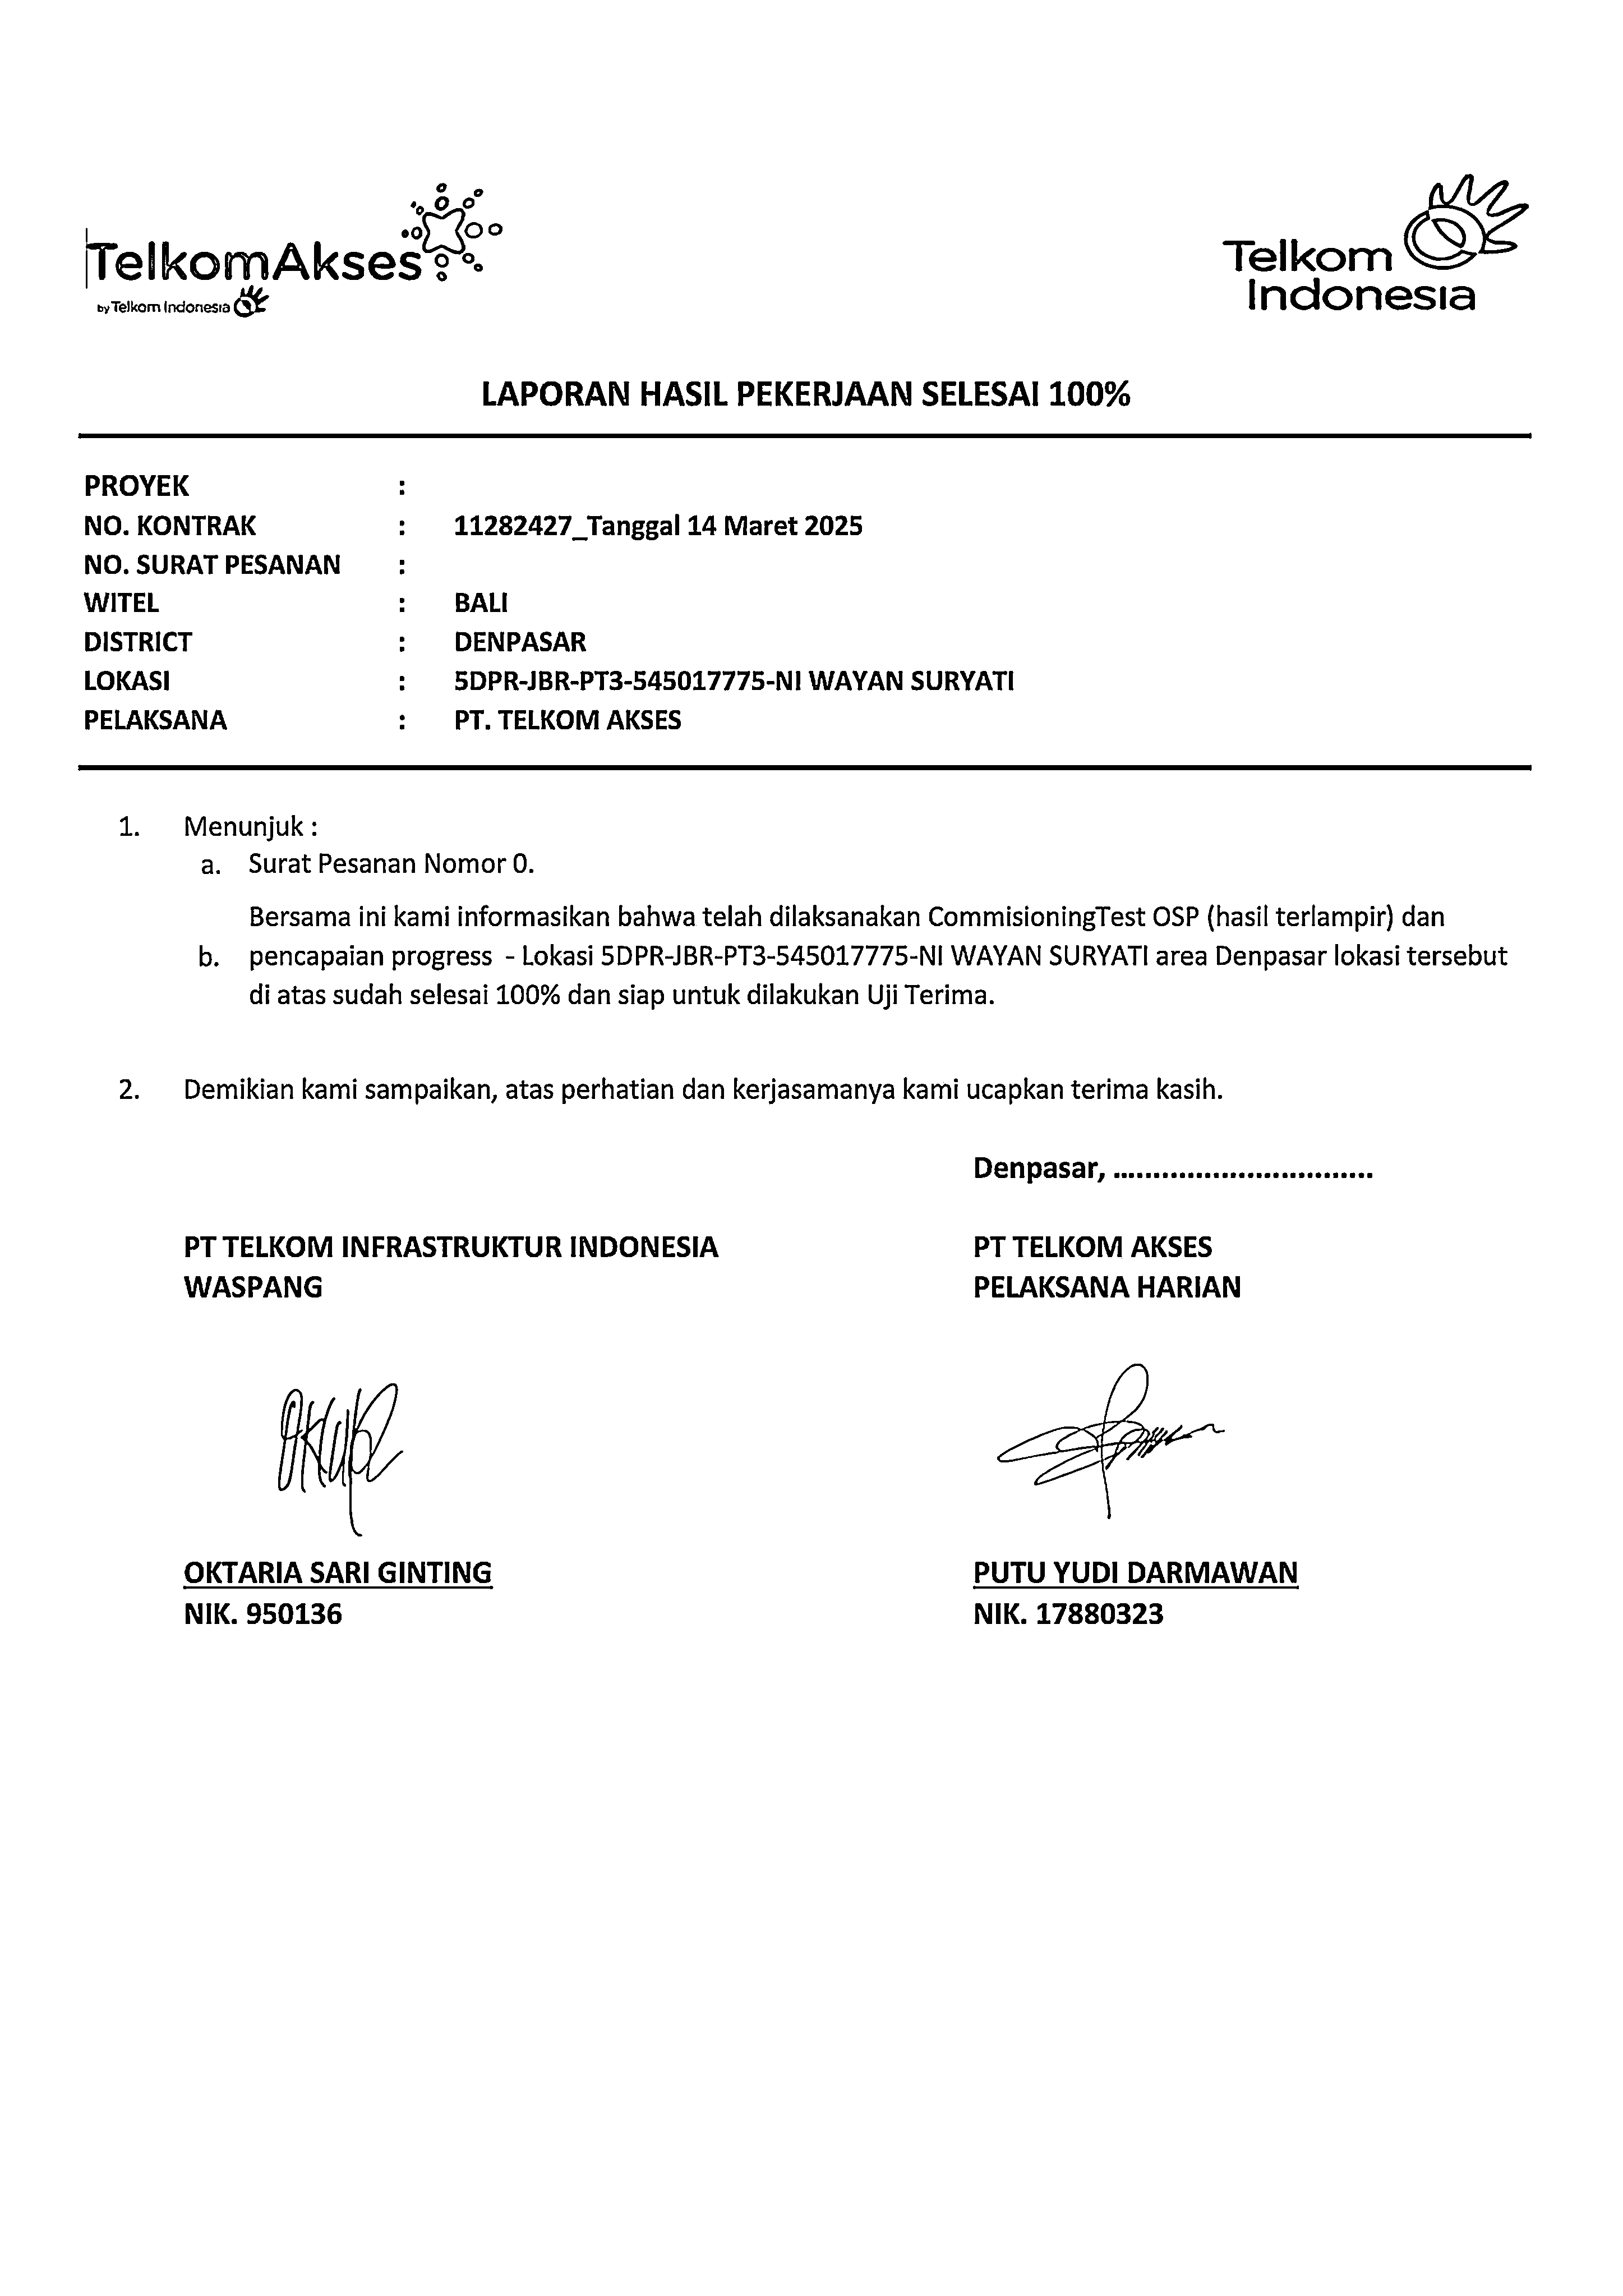 TelkomAkses
by Telkom Indonesia
Telkom
Indonesia
LAPORAN HASIL PEKERJAAN SELESAI 100%
PROYEK :
NO. KONTRAK : 11282427_Tanggal 14 Maret 2025
NO. SURAT PESANAN :
WITEL : BALI
DISTRICT : DENPASAR
LOKASI : 5DPR-JBR-PT3-545017775-NI WAYAN SURYATI
PELAKSANA : PT. TELKOM AKSES
1. Menunjuk :
a. Surat Pesanan Nomor 0.
Bersama ini kami informasikan bahwa telah dilaksanakan CommisioningTest OSP (hasil terlampir) dan
b. pencapaian progress - Lokasi 5DPR-JBR-PT3-545017775-NI WAYAN SURYATI area Denpasar lokasi tersebut
di atas sudah selesai 100% dan siap untuk dilakukan Uji Terima.
2. Demikian kami sampaikan, atas perhatian dan kerjasamanya kami ucapkan terima kasih.
Denpasar, ................................
PT TELKOM INFRASTRUKTUR INDONESIA
WASPANG
PT TELKOM AKSES
PELAKSANA HARIAN
OKTARIA SARI GINTING
NIK. 950136
PUTU YUDI DARMAWAN
NIK. 17880323